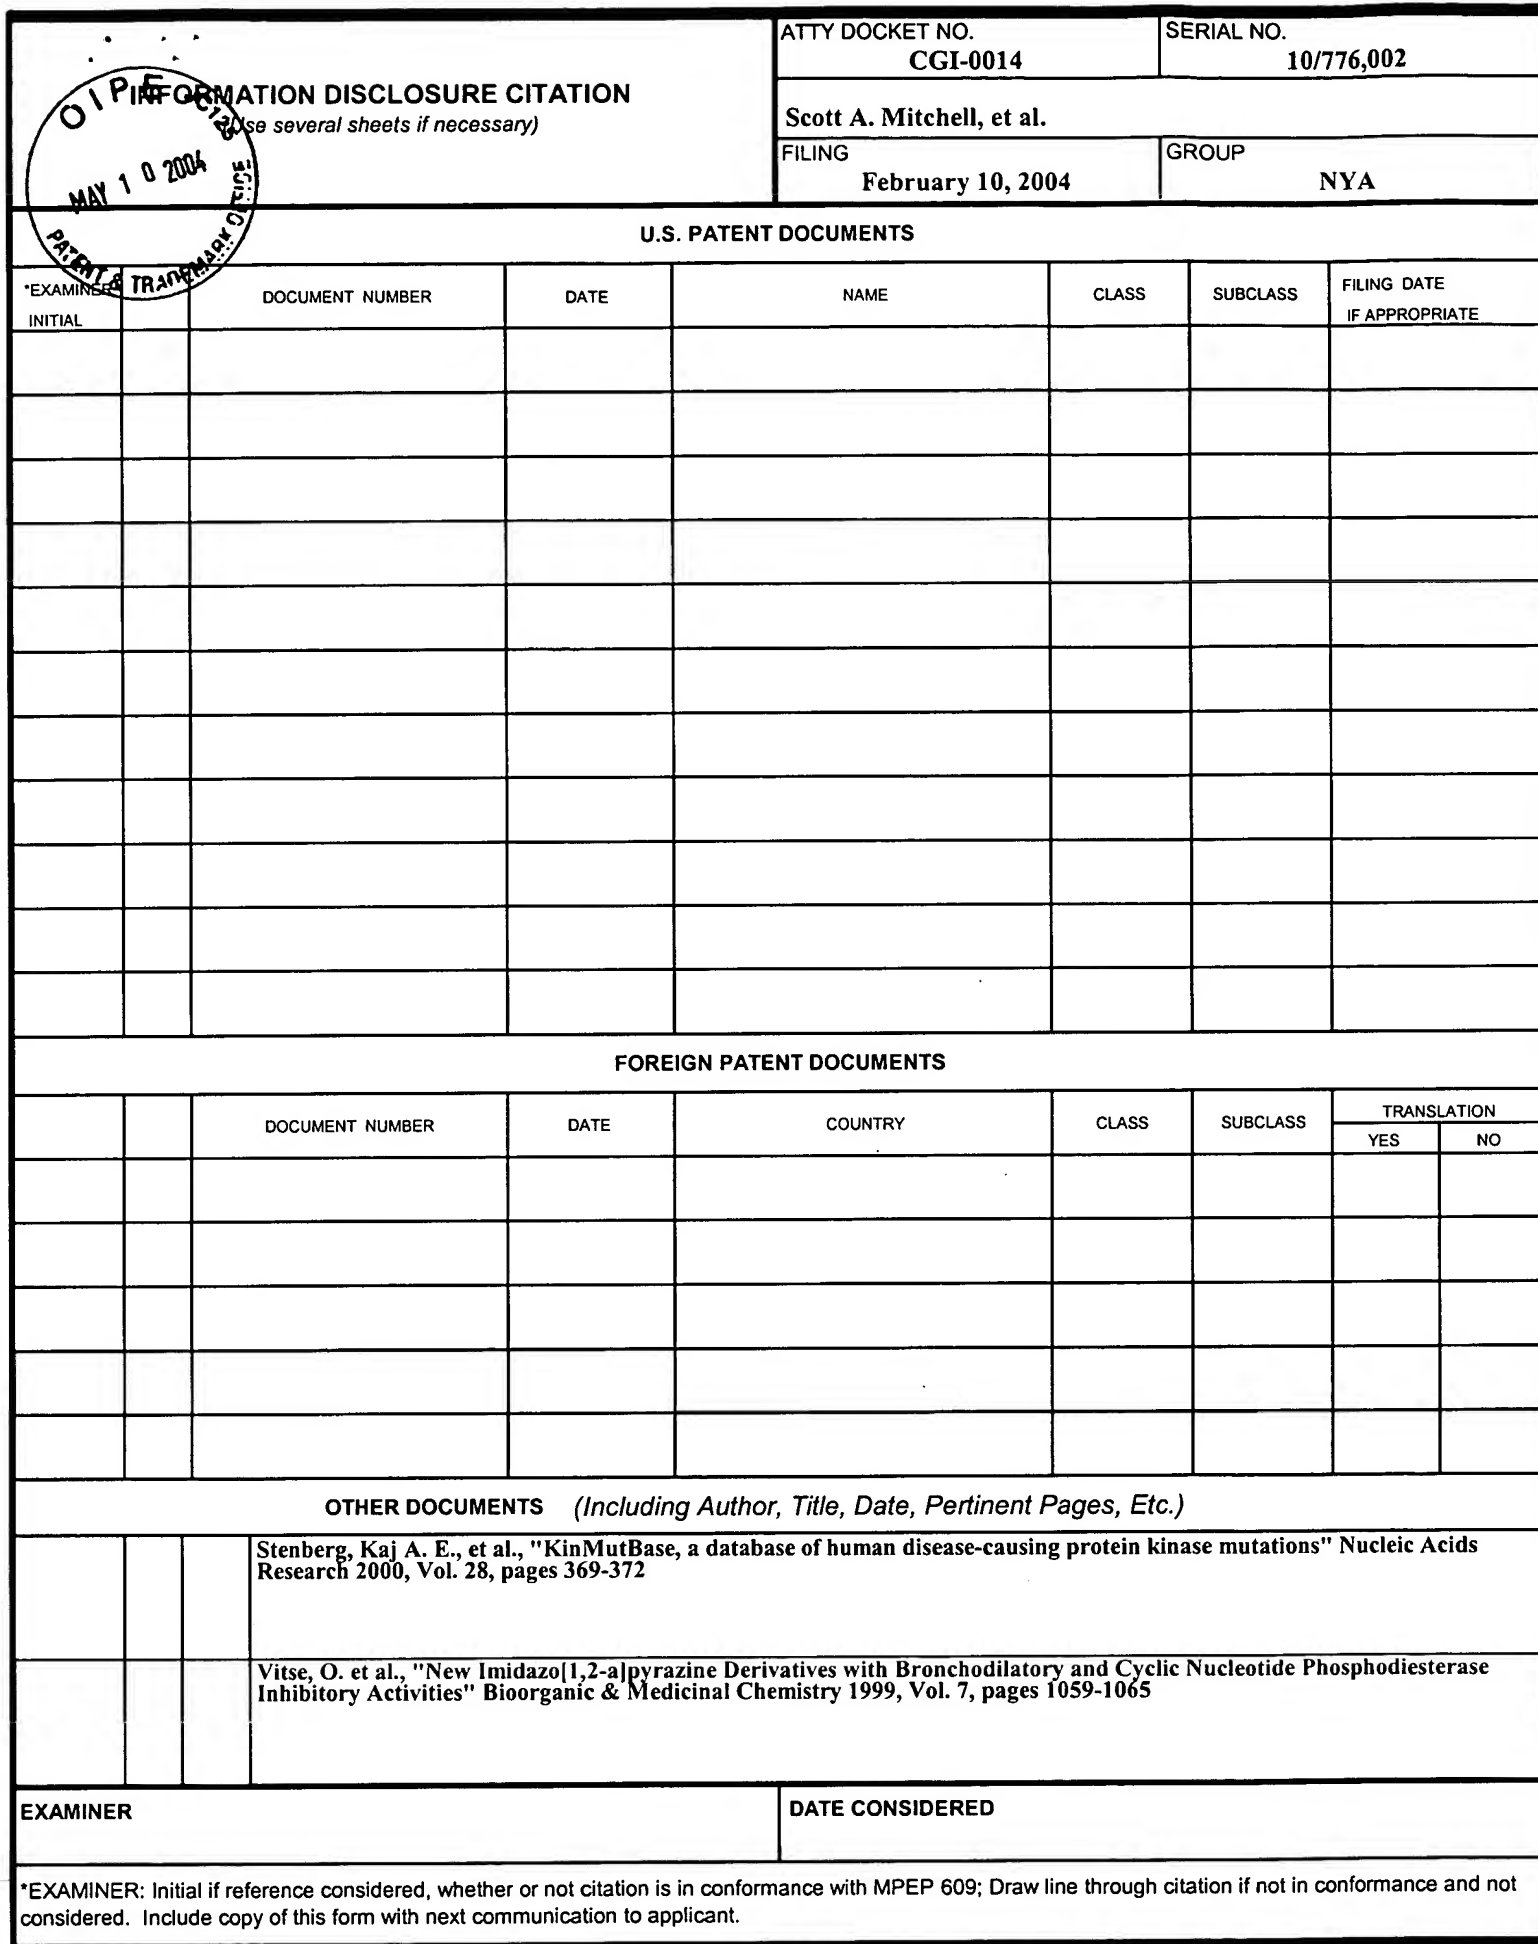 ATTY DOCKET NO.
CGI-0014
SERIAL NO.
10/776,002
INFORMATION DISCLOSURE CITATION
(Use several sheets if necessary)
Scott A. Mitchell, et al.
FILING
February 10, 2004
GROUP
NYA
OIPE
MAY 10 2004
PATENT & TRADEMARK
U.S. PATENT DOCUMENTS
*EXAMINER
INITIAL
DOCUMENT NUMBER
DATE
NAME
CLASS
SUBCLASS
FILING DATE
IF APPROPRIATE
FOREIGN PATENT DOCUMENTS
DOCUMENT NUMBER
DATE
COUNTRY
CLASS
SUBCLASS
TRANSLATION
YES
NO
OTHER DOCUMENTS (Including Author, Title, Date, Pertinent Pages, Etc.)
Stenberg, Kaj A. E., et al., "KinMutBase, a database of human disease-causing protein kinase mutations" Nucleic Acids
Research 2000, Vol. 28, pages 369-372
Vitse, O. et al., "New Imidazo[1,2-a]pyrazine Derivatives with Bronchodilatory and Cyclic Nucleotide Phosphodiesterase
Inhibitory Activities" Bioorganic & Medicinal Chemistry 1999, Vol. 7, pages 1059-1065
EXAMINER
DATE CONSIDERED
*EXAMINER: Initial if reference considered, whether or not citation is in conformance with MPEP 609; Draw line through citation if not in conformance and not
considered. Include copy of this form with next communication to applicant.